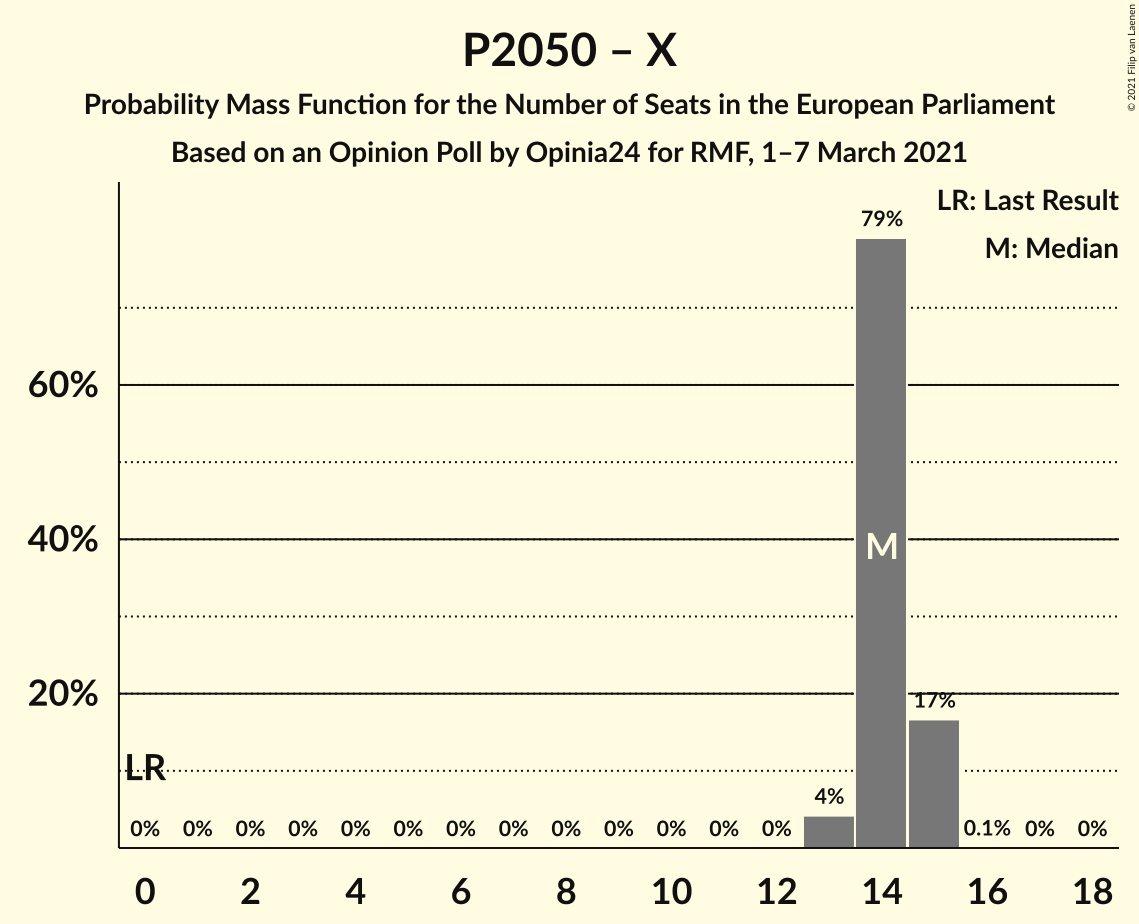 © 2021 Filip van Laenen
P2050 – X
Probability Mass Function for the Number of Seats in the European Parliament
Based on an Opinion Poll by Opinia24 for RMF, 1–7 March 2021
LR: Last Result
M: Median
79%
60%
40%
M
20%
17%
LR
4%
0% 0% 0% 0% 0% 0% 0% 0% 0% 0% 0% 0% 0% 0.1% 0% 0%
0 2 4 6 8 10 12 14 16 18